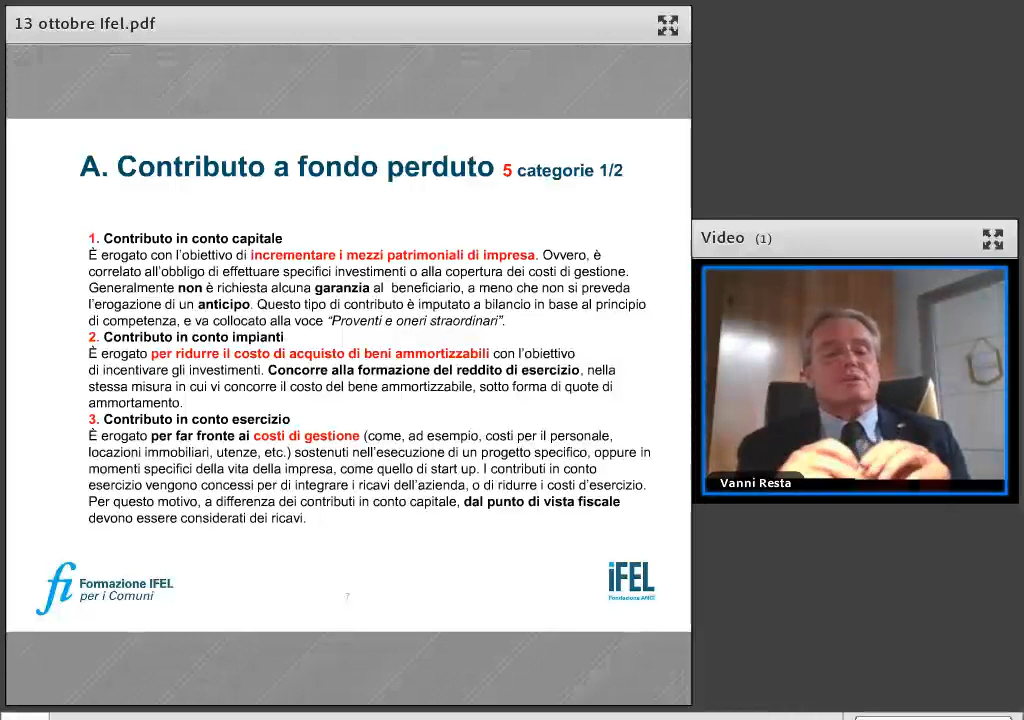 13 ottobre Ifel.pdf
A. Contributo a fondo perduto 5 categorie 1/2
1. Contributo in conto capitale
È erogato con l'obiettivo di incrementare i mezzi patrimoniali di impresa. Ovvero, è
correlato all'obbligo di effettuare specifici investimenti o alla copertura dei costi di gestione.
Generalmente non è richiesta alcuna garanzia al beneficiario, a meno che non si preveda
l'erogazione di un anticipo. Questo tipo di contributo è imputato a bilancio in base al principio
di competenza, e va collocato alla voce "Proventi e oneri straordinari".
2. Contributo in conto impianti
È erogato per ridurre il costo di acquisto di beni ammortizzabili con l'obiettivo
di incentivare gli investimenti. Concorre alla formazione del reddito di esercizio, nella
stessa misura in cui vi concorre il costo del bene ammortizzabile, sotto forma di quote di
ammortamento.
3. Contributo in conto esercizio
È erogato per far fronte ai costi di gestione (come, ad esempio, costi per il personale,
locazioni immobiliari, utenze, etc.) sostenuti nell'esecuzione di un progetto specifico, oppure in
momenti specifici della vita della impresa, come quello di start up. I contributi in conto
esercizio vengono concessi per di integrare i ricavi dell'azienda, o di ridurre i costi d'esercizio.
Per questo motivo, a differenza dei contributi in conto capitale, dal punto di vista fiscale
devono essere considerati dei ricavi.
fi Formazione IFEL
per i Comuni
7
iFEL
Fondazione ANCI
Video (1)
Vanni Resta